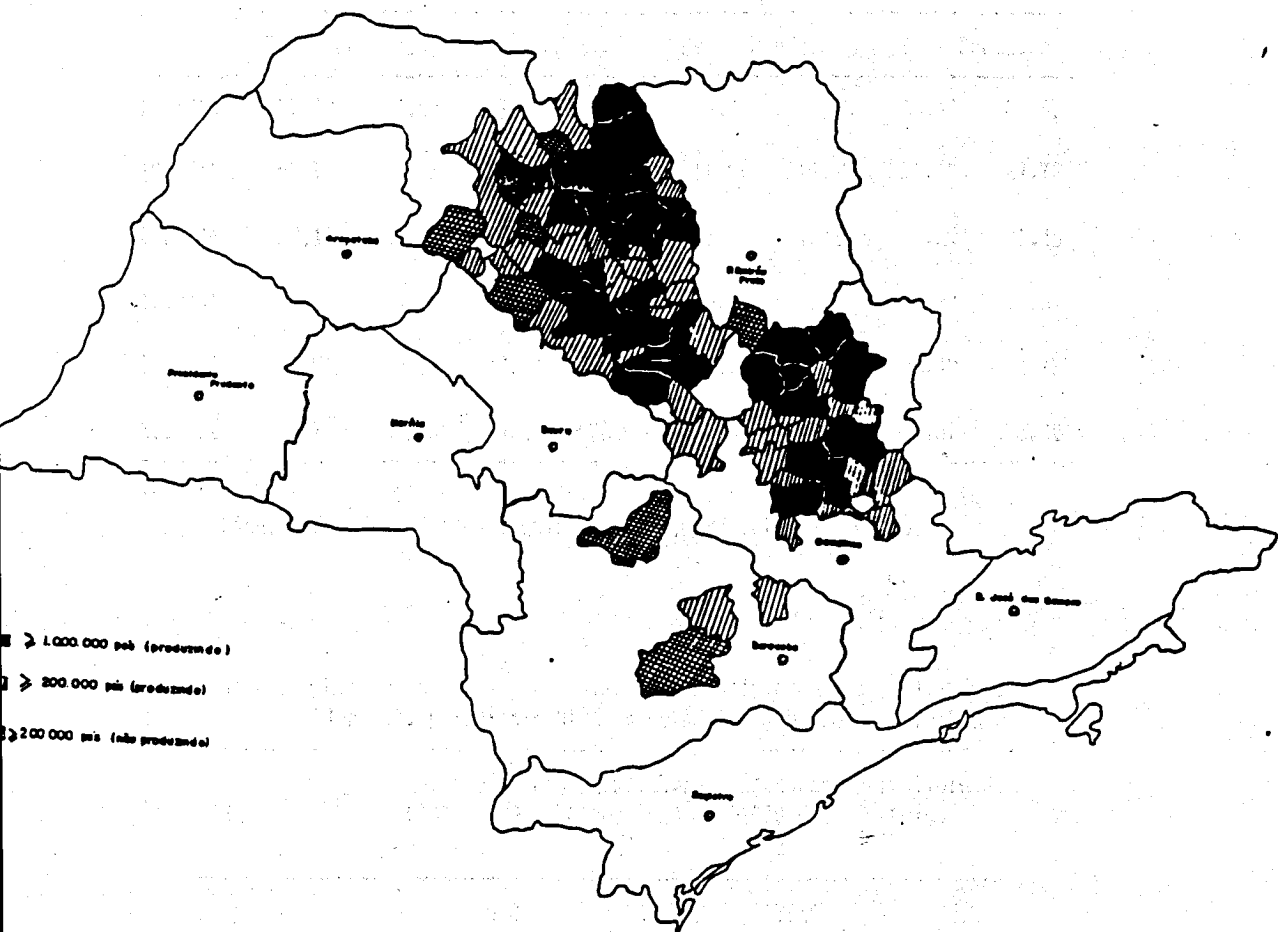 Araçatuba
Ribeirão
Preto
Presidente
Prudente
Marília
Bauru
Campinas
S. José dos Campos
Sorocaba
≥ 1.000.000 pés (produzindo)
≥ 200.000 pés (produzindo)
≥ 200 000 pés (não produzindo)